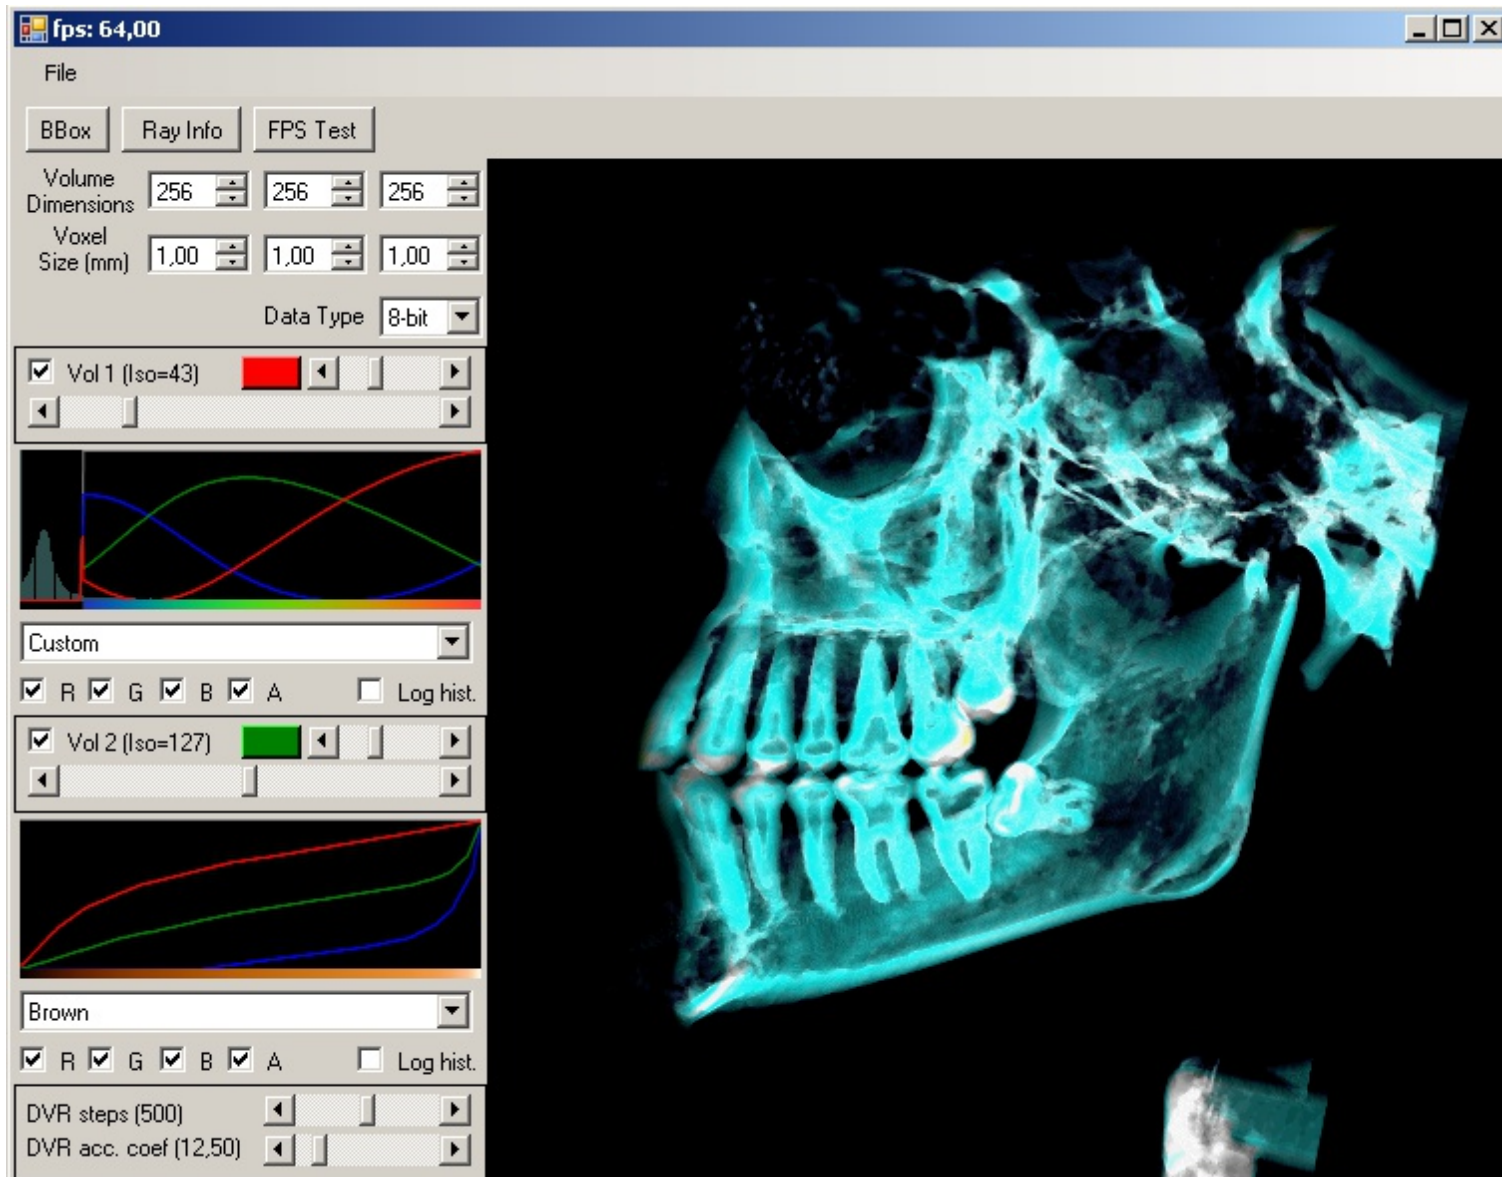 fps: 64,00
File
BBox Ray Info FPS Test
Volume Dimensions 256 256 256
Voxel Size (mm) 1,00 1,00 1,00
Data Type 8-bit
Vol 1 (Iso=43)
Custom
R G B A Log hist.
Vol 2 (Iso=127)
Brown
R G B A Log hist.
DVR steps (500)
DVR acc. coef (12,50)